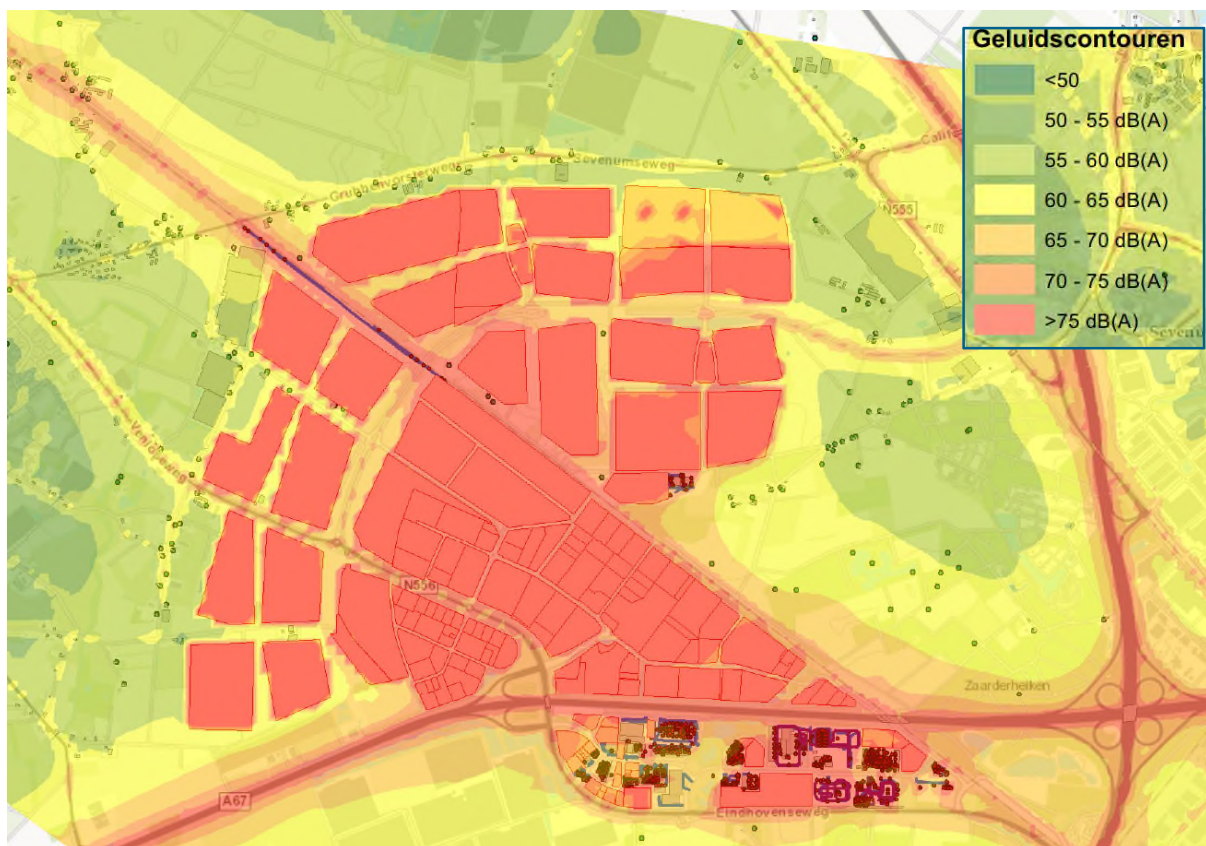 Geluidscontouren
<50
50 - 55 dB(A)
55 - 60 dB(A)
60 - 65 dB(A)
65 - 70 dB(A)
70 - 75 dB(A)
>75 dB(A)
Grubbenvorsterweg
Sevenumseweg
N555
Venloseweg
N556
Zaarderheiken
A67
Eindhovenseweg